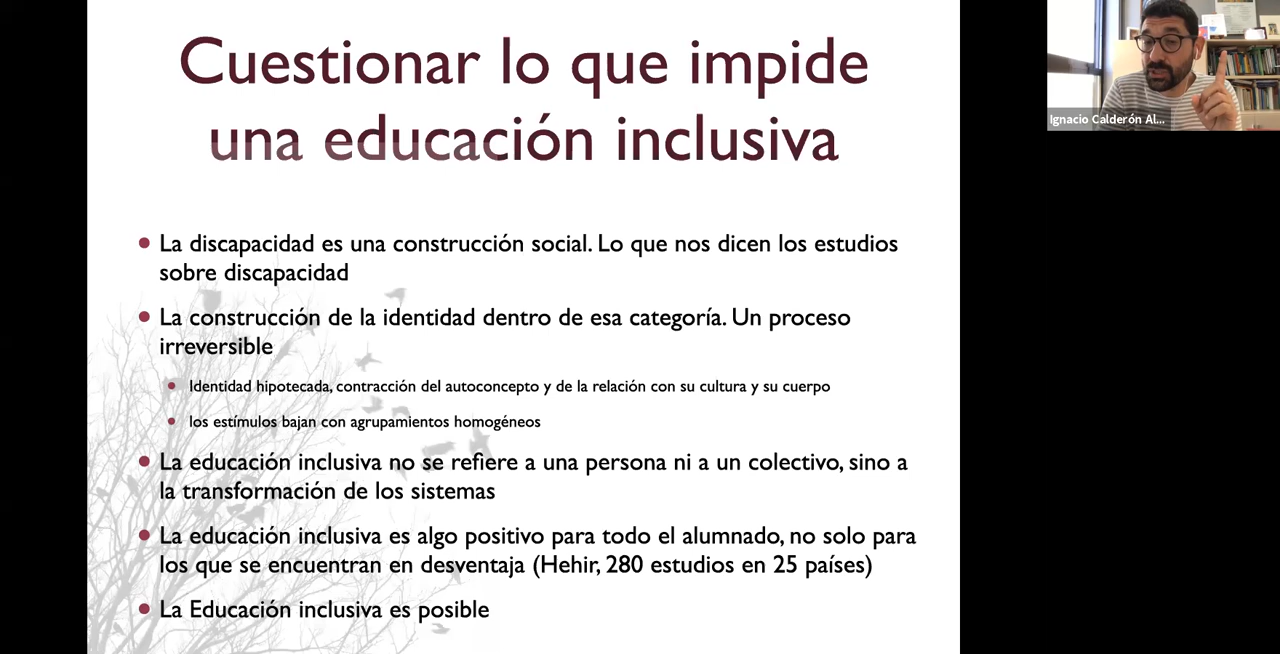 Cuestionar lo que impide
una educación inclusiva
La discapacidad es una construcción social. Lo que nos dicen los estudios
sobre discapacidad
La construcción de la identidad dentro de esa categoría. Un proceso
irreversible
Identidad hipotecada, contracción del autoconcepto y de la relación con su cultura y su cuerpo
los estímulos bajan con agrupamientos homogéneos
La educación inclusiva no se refiere a una persona ni a un colectivo, sino a
la transformación de los sistemas
La educación inclusiva es algo positivo para todo el alumnado, no solo para
los que se encuentran en desventaja (Hehir, 280 estudios en 25 países)
La Educación inclusiva es posible
Ignacio Calderón Al...